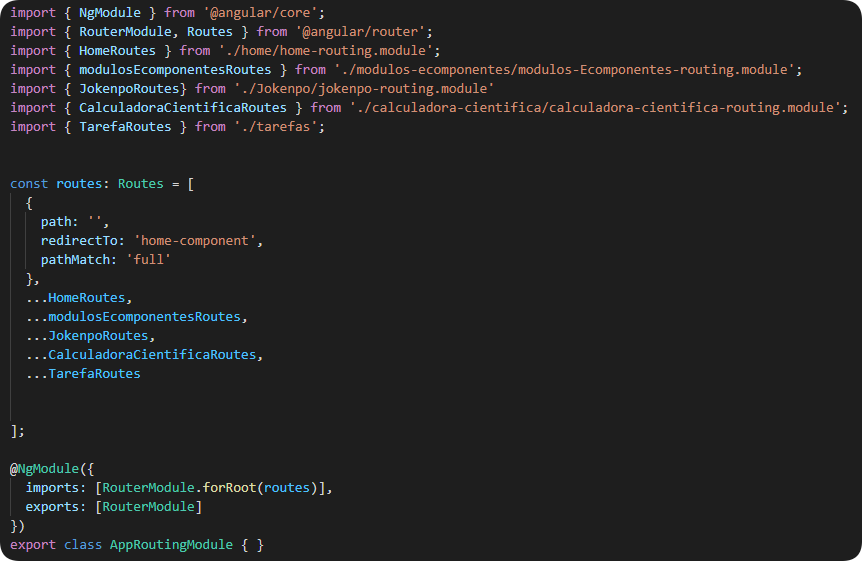 import { NgModule } from '@angular/core';
import { RouterModule, Routes } from '@angular/router';
import { HomeRoutes } from './home/home-routing.module';
import { modulosEcomponentesRoutes } from './modulos-ecomponentes/modulos-Ecomponentes-routing.module';
import { JokenpoRoutes} from './Jokenpo/jokenpo-routing.module'
import { CalculadoraCientificaRoutes } from './calculadora-cientifica/calculadora-cientifica-routing.module';
import { TarefaRoutes } from './tarefas';
const routes: Routes = [
  {
    path: '',
    redirectTo: 'home-component',
    pathMatch: 'full'
  },
  ...HomeRoutes,
  ...modulosEcomponentesRoutes,
  ...JokenpoRoutes,
  ...CalculadoraCientificaRoutes,
  ...TarefaRoutes
];
@NgModule({
  imports: [RouterModule.forRoot(routes)],
  exports: [RouterModule]
})
export class AppRoutingModule { }